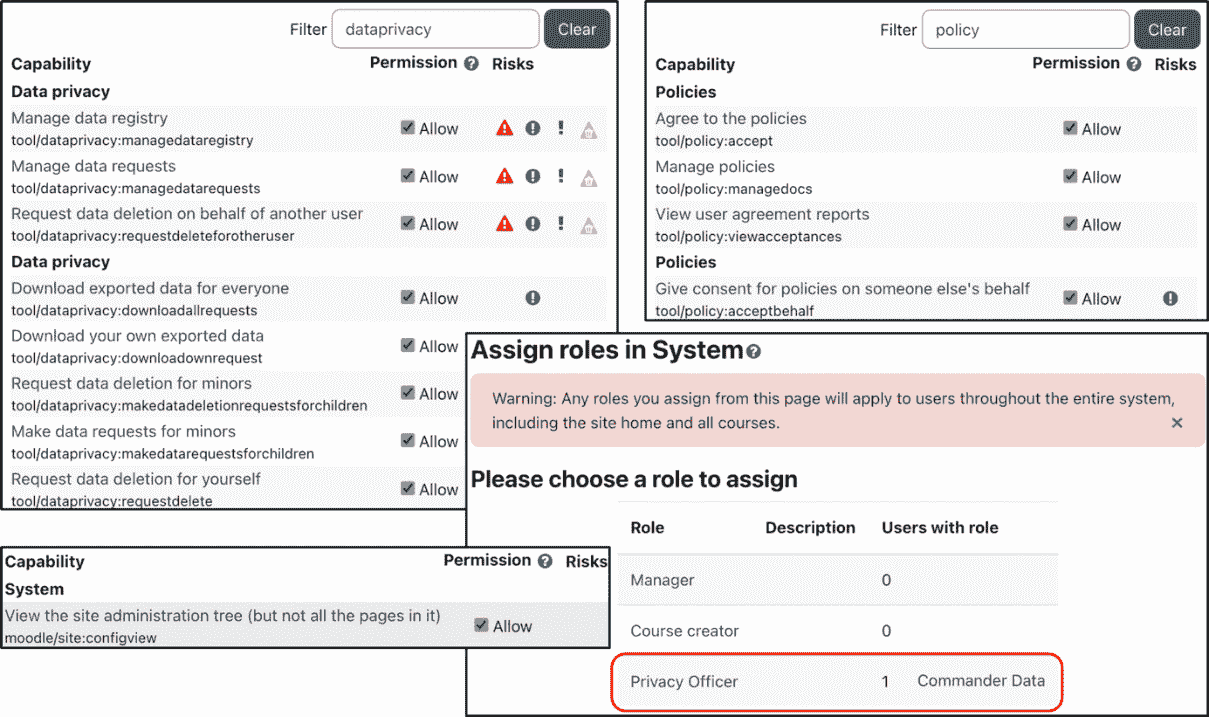 Filter dataprivacy Clear
Capability Permission Risks
Data privacy
Manage data registry
tool/dataprivacy:managedataregistry Allow
Manage data requests
tool/dataprivacy:managedatarequests Allow
Request data deletion on behalf of another user
tool/dataprivacy:requestdeleteforotheruser Allow
Data privacy
Download exported data for everyone
tool/dataprivacy:downloadallrequests Allow
Download your own exported data
tool/dataprivacy:downloadownrequest Allow
Request data deletion for minors
tool/dataprivacy:makedatadeletionrequestsforchildren Allow
Make data requests for minors
tool/dataprivacy:makedatarequestsforchildren Allow
Request data deletion for yourself
tool/dataprivacy:requestdelete Allow
Filter policy Clear
Capability Permission Risks
Policies
Agree to the policies
tool/policy:accept Allow
Manage policies
tool/policy:managedocs Allow
View user agreement reports
tool/policy:viewacceptances Allow
Policies
Give consent for policies on someone else's behalf
tool/policy:acceptbehalf Allow
Capability Permission Risks
System
View the site administration tree (but not all the pages in it)
moodle/site:configview Allow
Assign roles in System
Warning: Any roles you assign from this page will apply to users throughout the entire system,
including the site home and all courses.
Please choose a role to assign
Role Description Users with role
Manager 0
Course creator 0
Privacy Officer 1 Commander Data